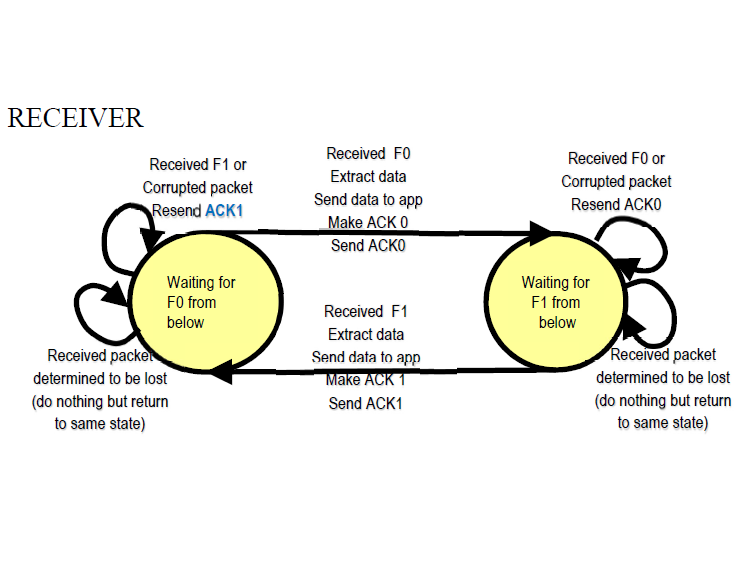 RECEIVER
Received F1 or
Corrupted packet
Resend ACK1
Received F0
Extract data
Send data to app
Make ACK 0
Send ACK0
Received F0 or
Corrupted packet
Resend ACK0
Waiting for
F0 from
below
Waiting for
F1 from
below
Received F1
Extract data
Send data to app
Make ACK 1
Send ACK1
Received packet
determined to be lost
(do nothing but return
to same state)
Received packet
determined to be lost
(do nothing but return
to same state)